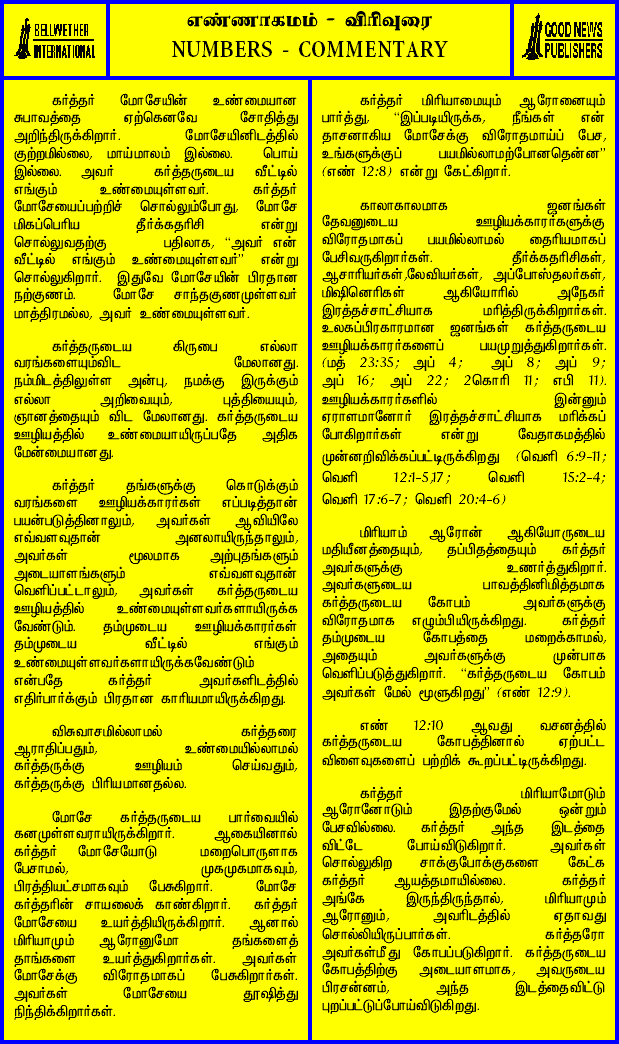 BELLWETHER
INTERNATIONAL
எண்ணாகமம் - விரிவுரை
NUMBERS - COMMENTARY
GOOD NEWS
PUBLISHERS
கர்த்தர் மோசேயின் உண்மையான
சுபாவத்தை ஏற்கெனவே சோதித்து
அறிந்திருக்கிறார். மோசேயினிடத்தில்
குற்றமில்லை, மாய்மாலம் இல்லை. பொய்
இல்லை. அவர் கர்த்தருடைய வீட்டில்
எங்கும் உண்மையுள்ளவர். கர்த்தர்
மோசேயைப்பற்றிச் சொல்லும்போது, மோசே
மிகப்பெரிய தீர்க்கதரிசி என்று
சொல்லுவதற்கு பதிலாக, “அவர் என்
வீட்டில் எங்கும் உண்மையுள்ளவர்” என்று
சொல்லுகிறார். இதுவே மோசேயின் பிரதான
நற்குணம். மோசே சாந்தகுணமுள்ளவர்
மாத்திரமல்ல, அவர் உண்மையுள்ளவர்.
கர்த்தருடைய கிருபை எல்லா
வரங்களையும்விட மேலானது.
நம்மிடத்திலுள்ள அன்பு, நமக்கு இருக்கும்
எல்லா அறிவையும், புத்தியையும்,
ஞானத்தையும் விட மேலானது. கர்த்தருடைய
ஊழியத்தில் உண்மையாயிருப்பதே அதிக
மேன்மையானது.
கர்த்தர் தங்களுக்கு கொடுக்கும்
வரங்களை ஊழியக்காரர்கள் எப்படித்தான்
பயன்படுத்தினாலும், அவர்கள் ஆவியிலே
எவ்வளவுதான் அனலாயிருந்தாலும்,
அவர்கள் மூலமாக அற்புதங்களும்
அடையாளங்களும் எவ்வளவுதான்
வெளிப்பட்டாலும், அவர்கள் கர்த்தருடைய
ஊழியத்தில் உண்மையுள்ளவர்களாயிருக்க
வேண்டும். தம்முடைய ஊழியக்காரர்கள்
தம்முடைய வீட்டில் எங்கும்
உண்மையுள்ளவர்களாயிருக்கவேண்டும்
என்பதே கர்த்தர் அவர்களிடத்தில்
எதிர்பார்க்கும் பிரதான காரியமாயிருக்கிறது.
விசுவாசமில்லாமல் கர்த்தரை
ஆராதிப்பதும், உண்மையில்லாமல்
கர்த்தருக்கு ஊழியம் செய்வதும்,
கர்த்தருக்கு பிரியமானதல்ல.
மோசே கர்த்தருடைய பார்வையில்
கனமுள்ளவராயிருக்கிறார். ஆகையினால்
கர்த்தர் மோசேயோடு மறைபொருளாக
பேசாமல், முகமுகமாகவும்,
பிரத்தியட்சமாகவும் பேசுகிறார். மோசே
கர்த்தரின் சாயலைக் காண்கிறார். கர்த்தர்
மோசேயை உயர்த்தியிருக்கிறார். ஆனால்
மிரியாமும் ஆரோனுமோ தங்களைத்
தாங்களை உயர்த்துகிறார்கள். அவர்கள்
மோசேக்கு விரோதமாகப் பேசுகிறார்கள்.
அவர்கள் மோசேயை தூஷித்து
நிந்திக்கிறார்கள்.
கர்த்தர் மிரியாமையும் ஆரோனையும்
பார்த்து, “இப்படியிருக்க, நீங்கள் என்
தாசனாகிய மோசேக்கு விரோதமாய்ப் பேச,
உங்களுக்குப் பயமில்லாமற்போனதென்ன”
(எண் 12:8) என்று கேட்கிறார்.
காலாகாலமாக ஜனங்கள்
தேவனுடைய ஊழியக்காரர்களுக்கு
விரோதமாகப் பயமில்லாமல் தைரியமாகப்
பேசிவருகிறார்கள். தீர்க்கதரிசிகள்,
ஆசாரியர்கள்,லேவியர்கள், அப்போஸ்தலர்கள்,
மிஷினெரிகள் ஆகியோரில் அநேகர்
இரத்தச்சாட்சியாக மரித்திருக்கிறார்கள்.
உலகப்பிரகாரமான ஜனங்கள் கர்த்தருடைய
ஊழியக்காரர்களைப் பயமுறுத்துகிறார்கள்.
(மத் 23:35; அப் 4; அப் 8; அப் 9;
அப் 16; அப் 22; 2கொரி 11; எபி 11).
ஊழியக்காரர்களில் இன்னும்
ஏராளமானோர் இரத்தச்சாட்சியாக மரிக்கப்
போகிறார்கள் என்று வேதாகமத்தில்
முன்னறிவிக்கப்பட்டிருக்கிறது (வெளி 6:9-11;
வெளி 12:1-5,17; வெளி 15:2-4;
வெளி 17:6-7; வெளி 20:4-6)
மிரியாம் ஆரோன் ஆகியோருடைய
மதியீனத்தையும், தப்பிதத்தையும் கர்த்தர்
அவர்களுக்கு உணர்த்துகிறார்.
அவர்களுடைய பாவத்தினிமித்தமாக
கர்த்தருடைய கோபம் அவர்களுக்கு
விரோதமாக எழும்பியிருக்கிறது. கர்த்தர்
தம்முடைய கோபத்தை மறைக்காமல்,
அதையும் அவர்களுக்கு முன்பாக
வெளிப்படுத்துகிறார். “கர்த்தருடைய கோபம்
அவர்கள் மேல் மூளுகிறது” (எண் 12:9).
எண் 12:10 ஆவது வசனத்தில்
கர்த்தருடைய கோபத்தினால் ஏற்பட்ட
விளைவுகளைப் பற்றிக் கூறப்பட்டிருக்கிறது.
கர்த்தர் மிரியாமோடும்
ஆரோனோடும் இதற்குமேல் ஒன்றும்
பேசவில்லை. கர்த்தர் அந்த இடத்தை
விட்டே போய்விடுகிறார். அவர்கள்
சொல்லுகிற சாக்குபோக்குகளை கேட்க
கர்த்தர் ஆயத்தமாயில்லை. கர்த்தர்
அங்கே இருந்திருந்தால், மிரியாமும்
ஆரோனும், அவரிடத்தில் ஏதாவது
சொல்லியிருப்பார்கள். கர்த்தரோ
அவர்கள்மீது கோபப்படுகிறார். கர்த்தருடைய
கோபத்திற்கு அடையாளமாக, அவருடைய
பிரசன்னம், அந்த இடத்தைவிட்டு
புறப்பட்டுப்போய்விடுகிறது.